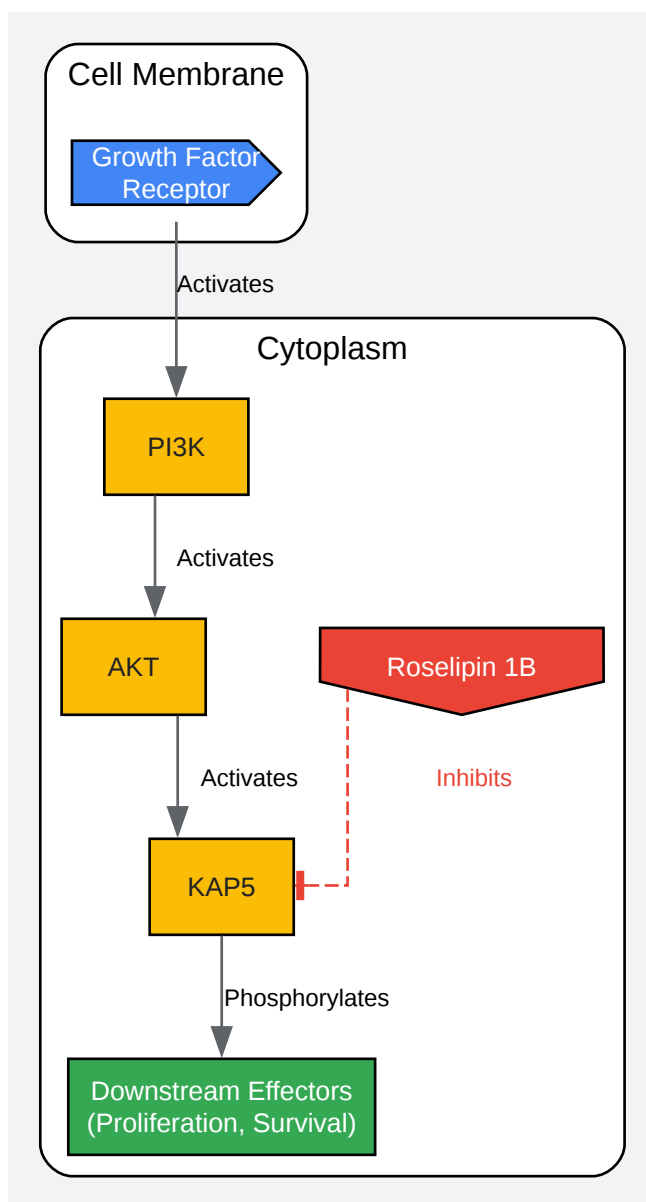 Cell Membrane
Growth Factor
Receptor
Activates
Cytoplasm
PI3K
Activates
AKT
Roselipin 1B
Activates
Inhibits
KAP5
Phosphorylates
Downstream Effectors
(Proliferation, Survival)